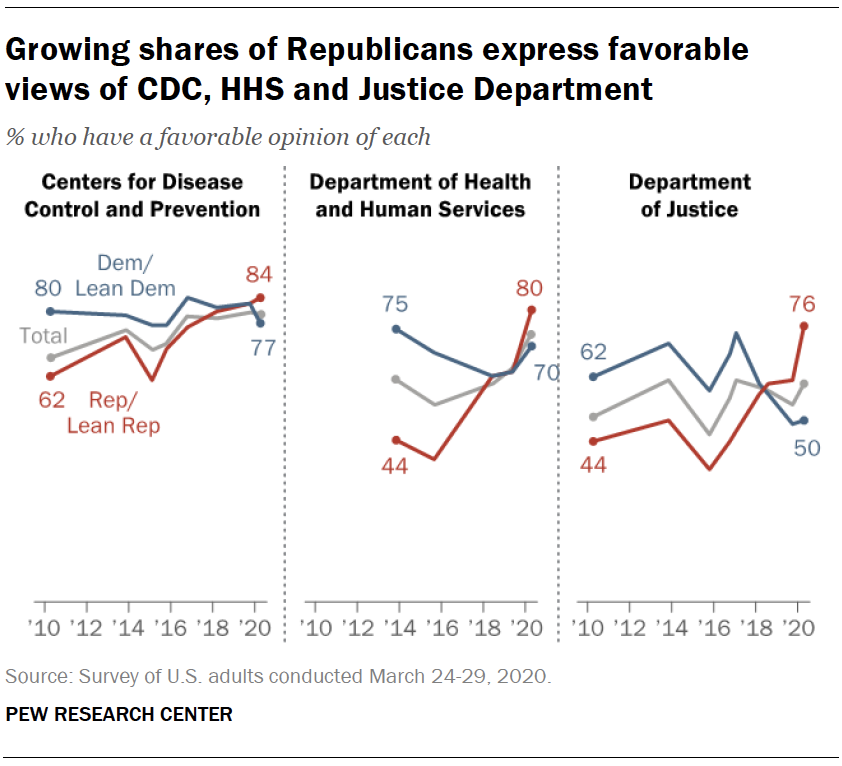 Growing shares of Republicans express favorable
views of CDC, HHS and Justice Department
% who have a favorable opinion of each
Centers for Disease
Control and Prevention
Dem/
Lean Dem
80
84
Total
77
62
Rep/
Lean Rep
'10 '12 '14 '16 '18 '20
Department of Health
and Human Services
75
80
70
44
'10 '12 '14 '16 '18 '20
Department
of Justice
76
62
50
44
'10 '12 '14 '16 '18 '20
Source: Survey of U.S. adults conducted March 24-29, 2020.
PEW RESEARCH CENTER